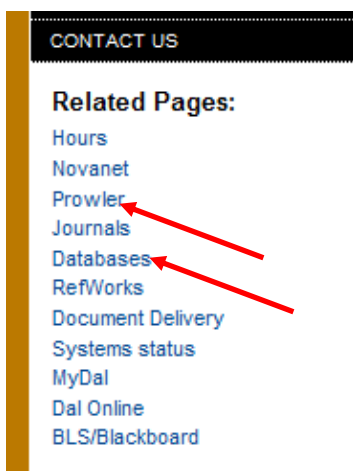 CONTACT US
Related Pages:
Hours
Novanet
Prowler
Journals
Databases
RefWorks
Document Delivery
Systems status
MyDal
Dal Online
BLS/Blackboard